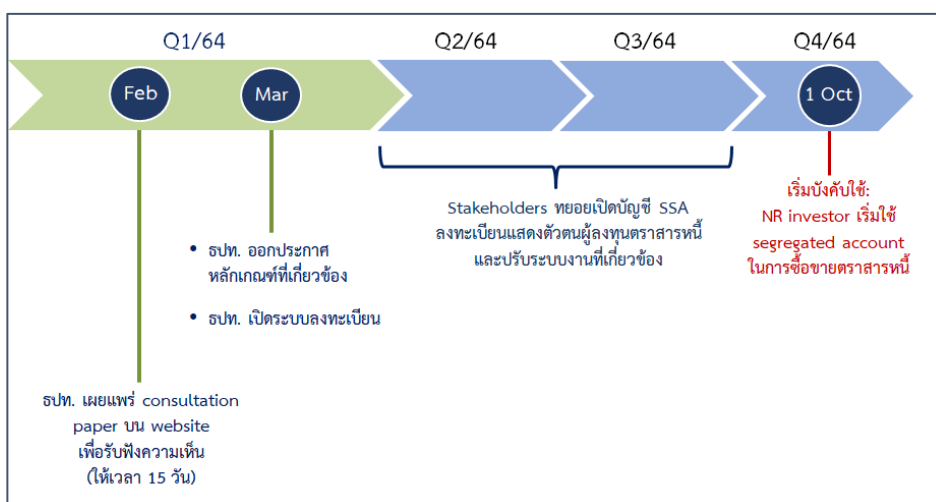 Q1/64
Q2/64
Q3/64
Q4/64
Feb
Mar
1 Oct
Stakeholders ทยอยเปิดบัญชี SSA
ลงทะเบียนแสดงตัวตนผู้ลงทุนตราสารหนี้
และปรับระบบงานที่เกี่ยวข้อง
เริ่มบังคับใช้:
NR investor เริ่มใช้
segregated account
ในการซื้อขายตราสารหนี้
• ธปท. ออกประกาศ
หลักเกณฑ์ที่เกี่ยวข้อง
• ธปท. เปิดระบบลงทะเบียน
ธปท. เผยแพร่ consultation
paper บน website
เพื่อรับฟังความเห็น
(ให้เวลา 15 วัน)